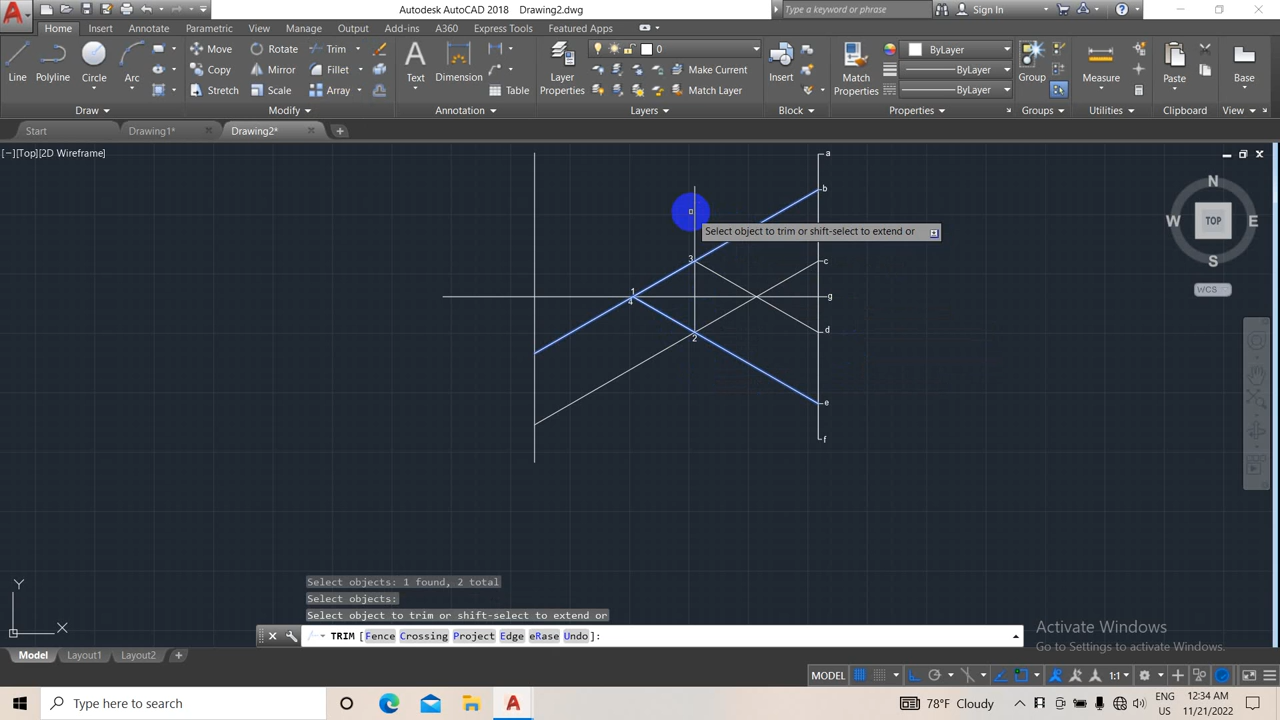 Autodesk AutoCAD 2018 Drawing2.dwg
Type a keyword or phrase
Sign In
Home Insert Annotate Parametric View Manage Output Add-ins A360 Express Tools Featured Apps
Line
Polyline
Circle
Arc
Move
Copy
Stretch
Rotate
Mirror
Scale
Trim
Fillet
Array
Text
Dimension
Table
Layer
Properties
0
Make Current
Match Layer
Insert
Match
Properties
ByLayer
ByLayer
ByLayer
Group
Measure
Paste
Base
Draw Modify Annotation Layers Block Properties Groups Utilities Clipboard View
Start Drawing1* Drawing2*
[−][Top][2D Wireframe]
a
b
c
g
d
e
f
3
1
4
2
Select object to trim or shift-select to extend or
N
W TOP E
S
WCS
Select objects: 1 found, 2 total
Select objects:
Select object to trim or shift-select to extend or
TRIM [Fence Crossing Project Edge eRase Undo]:
Y
X
Activate Windows
Go to Settings to activate Windows.
Model Layout1 Layout2
MODEL 1:1
Type here to search
78°F Cloudy
ENG
US
12:34 AM
11/21/2022